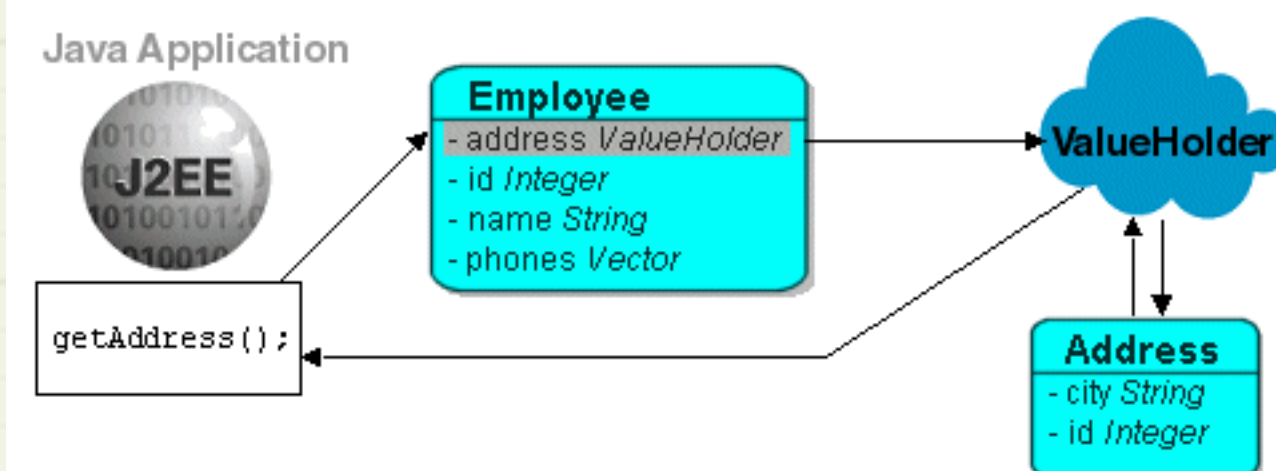 Java Application
J2EE
getAddress();
Employee
- address ValueHolder
- id Integer
- name String
- phones Vector
ValueHolder
Address
- city String
- id Integer